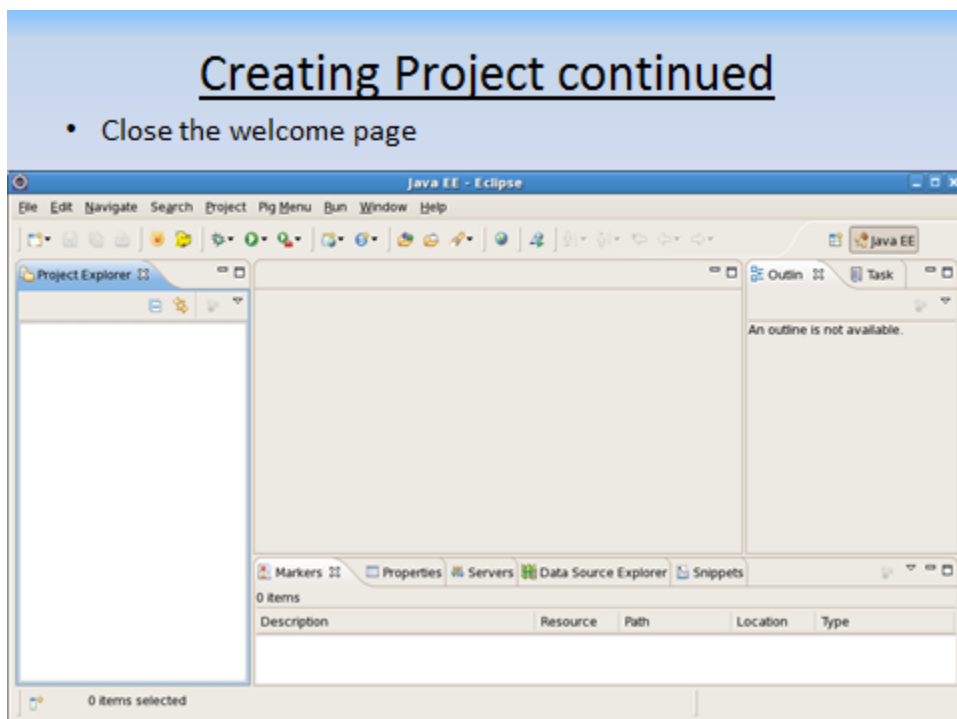 Creating Project continued
• Close the welcome page
Java EE - Eclipse
File Edit Navigate Search Project Pig Menu Run Window Help
Java EE
Project Explorer
Outlin Task
An outline is not available.
Markers Properties Servers Data Source Explorer Snippets
0 items
Description Resource Path Location Type
0 items selected